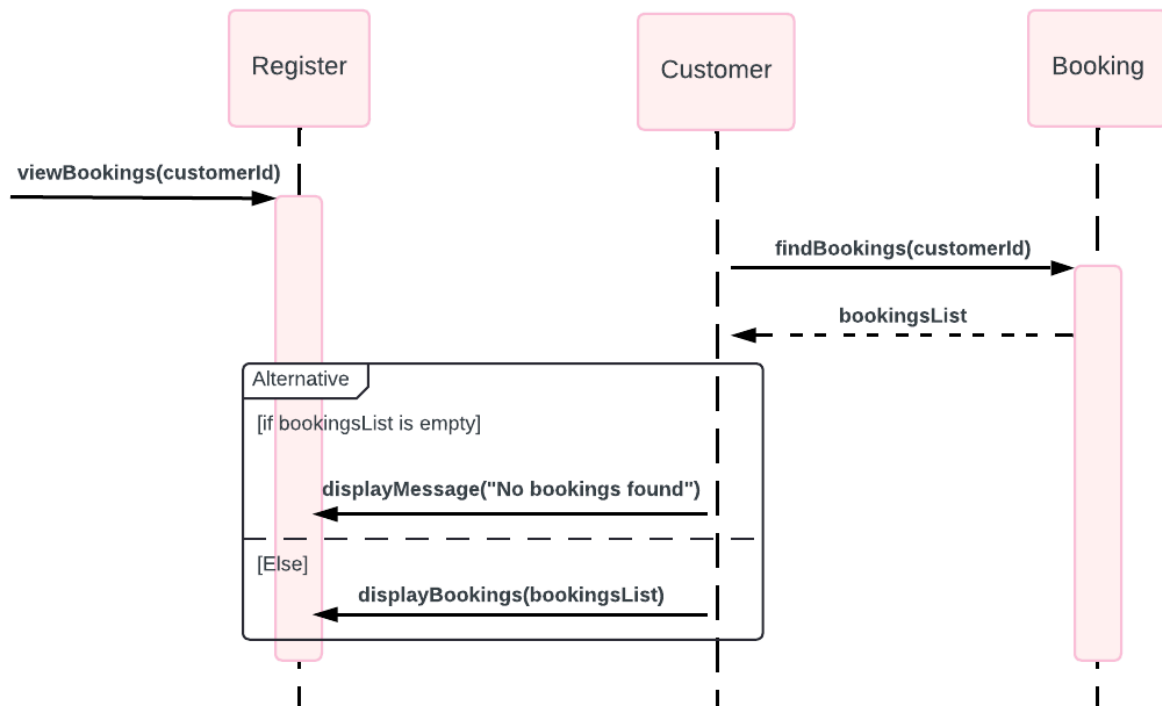 Register
Customer
Booking
viewBookings(customerId)
findBookings(customerId)
bookingsList
Alternative
[if bookingsList is empty]
displayMessage("No bookings found")
[Else]
displayBookings(bookingsList)